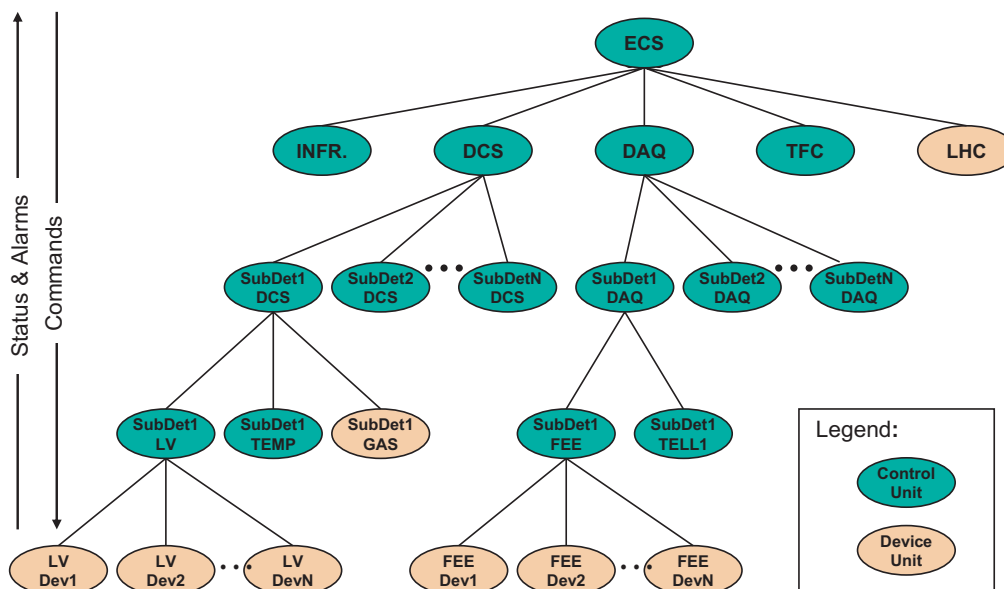 ECS
INFR.
DCS
DAQ
TFC
LHC
Status & Alarms
Commands
SubDet1
DCS
SubDet2
DCS
•••
SubDetN
DCS
SubDet1
DAQ
SubDet2
DAQ
•••
SubDetN
DAQ
SubDet1
LV
SubDet1
TEMP
SubDet1
GAS
SubDet1
FEE
SubDet1
TELL1
Legend:
Control
Unit
Device
Unit
LV
Dev1
LV
Dev2
•••
LV
DevN
FEE
Dev1
FEE
Dev2
•••
FEE
DevN